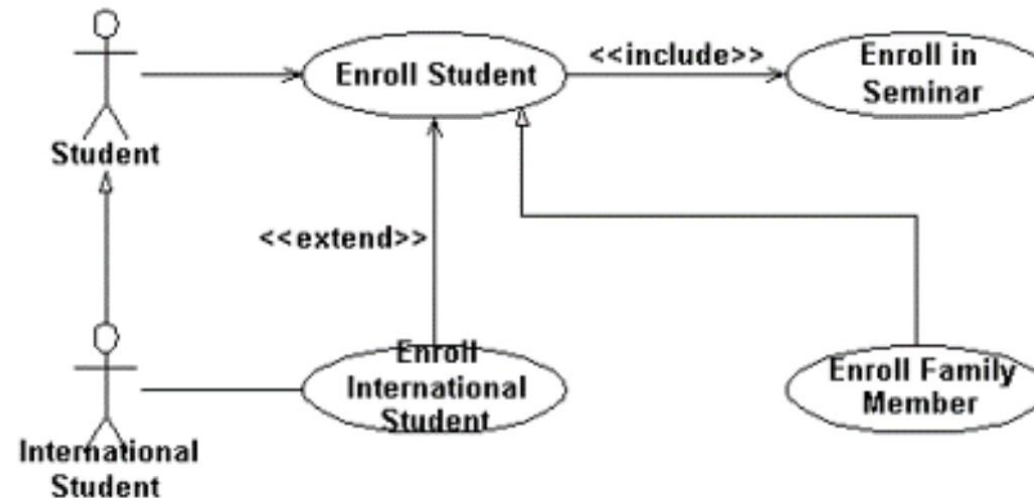 Student
Enroll Student
<<include>>
Enroll in
Seminar
<<extend>>
International
Student
Enroll
International
Student
Enroll Family
Member